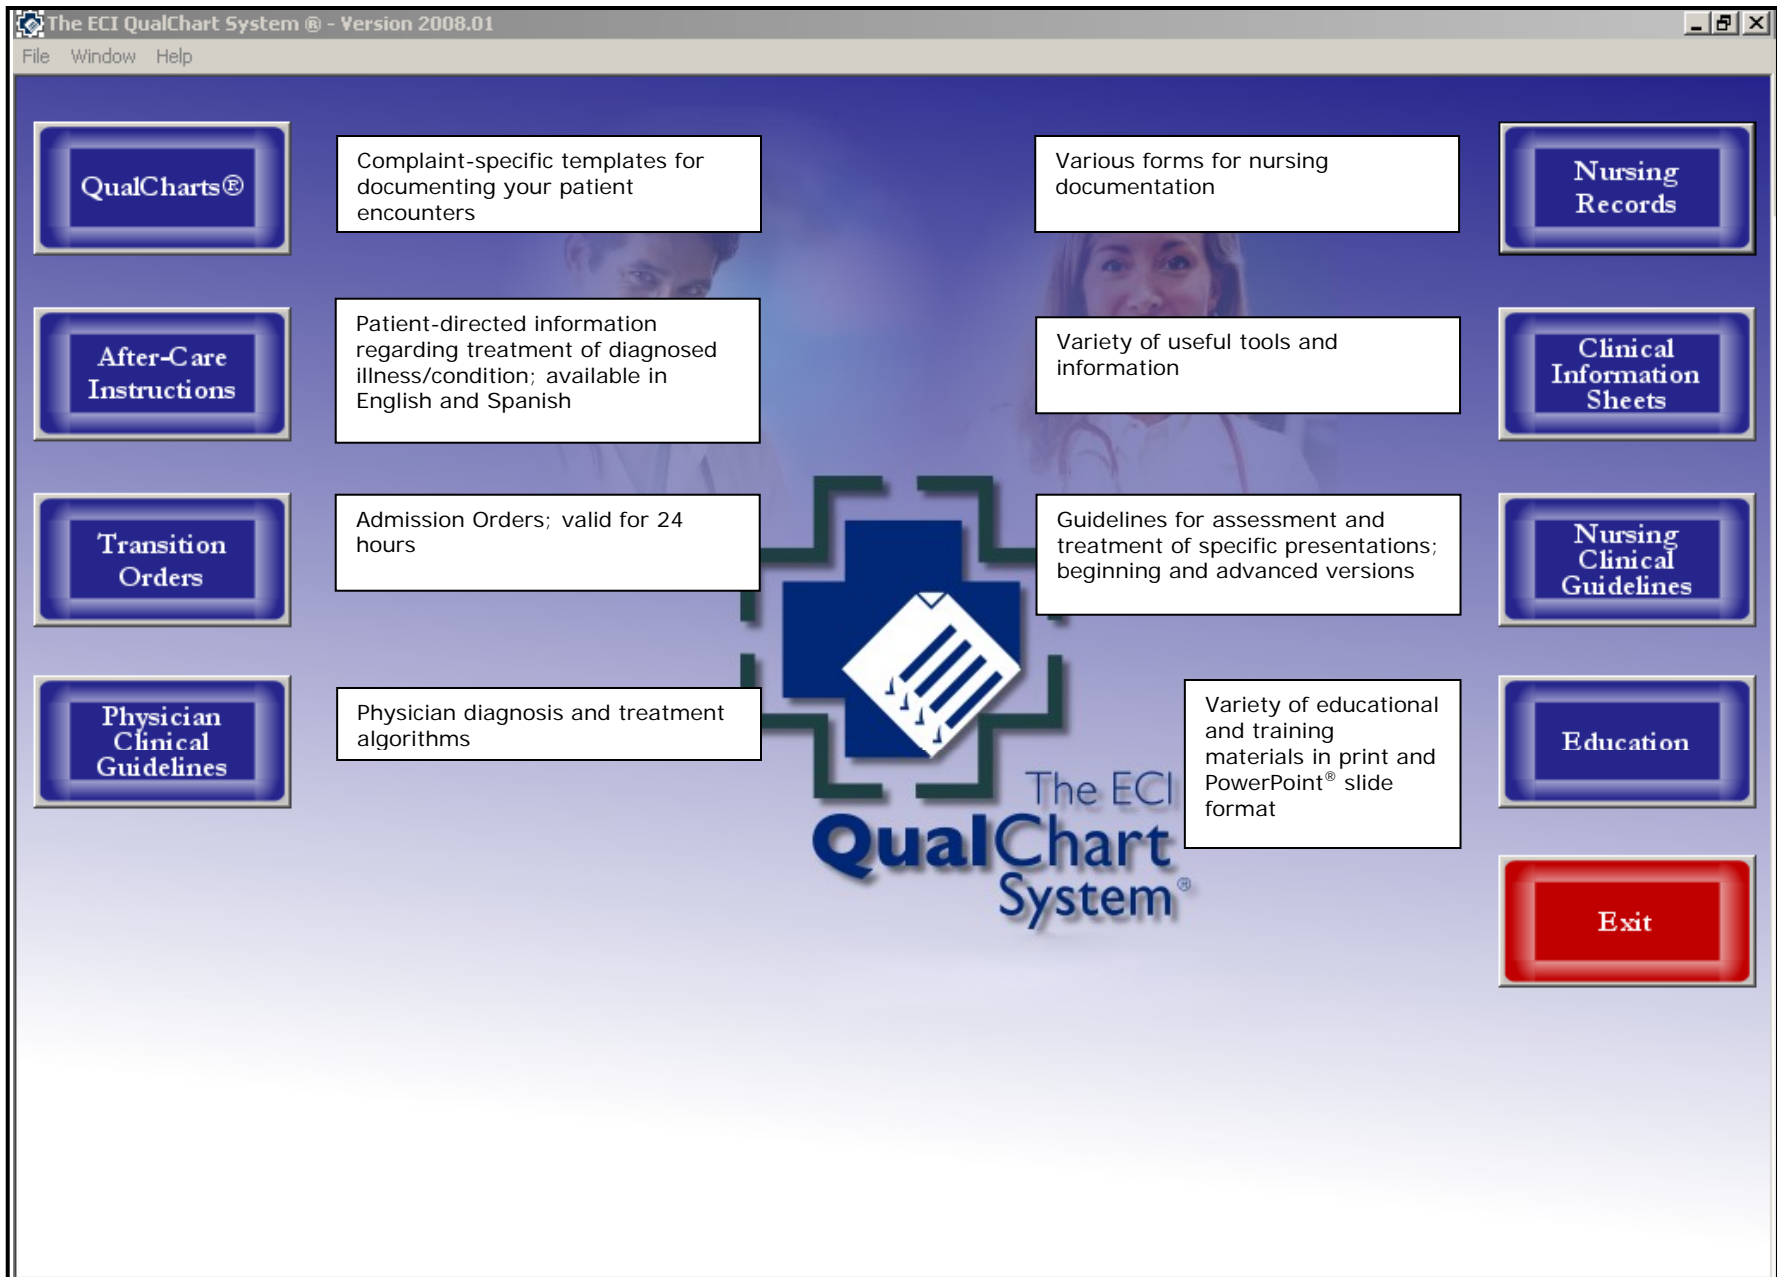 The ECI QualChart System ® - Version 2008.01
File Window Help
QualCharts®
Complaint-specific templates for
documenting your patient
encounters
Various forms for nursing
documentation
Nursing
Records
After-Care
Instructions
Patient-directed information
regarding treatment of diagnosed
illness/condition; available in
English and Spanish
Variety of useful tools and
information
Clinical
Information
Sheets
Transition
Orders
Admission Orders; valid for 24
hours
Guidelines for assessment and
treatment of specific presentations;
beginning and advanced versions
Nursing
Clinical
Guidelines
Physician
Clinical
Guidelines
Physician diagnosis and treatment
algorithms
Variety of educational
and training
materials in print and
PowerPoint® slide
format
Education
The ECI
QualChart
System®
Exit